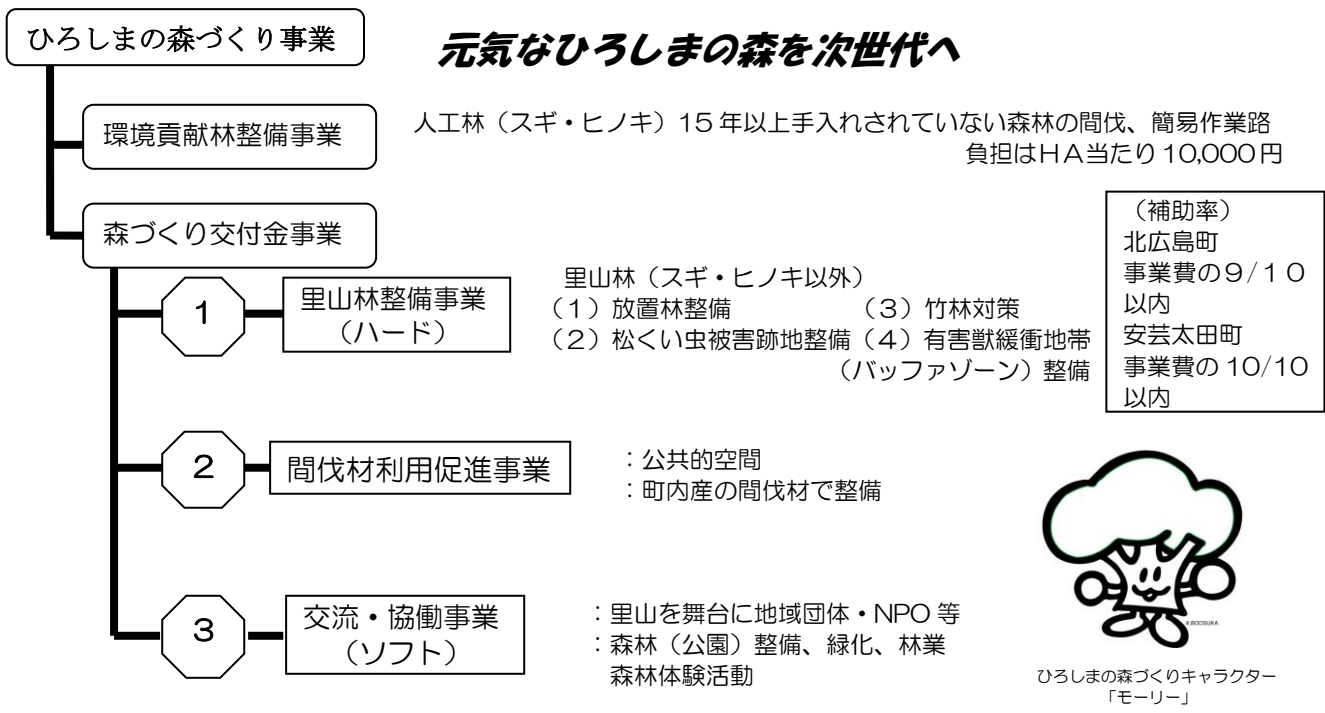 ひろしまの森づくり事業
元気なひろしまの森を次世代へ
環境貢献林整備事業
人工林（スギ・ヒノキ）15年以上手入れされていない森林の間伐、簡易作業路
負担はＨＡ当たり10,000円
森づくり交付金事業
（補助率）
北広島町
事業費の９/１０
以内
安芸太田町
事業費の10/10
以内
１
里山林整備事業
（ハード）
里山林（スギ・ヒノキ以外）
（１）放置林整備　（３）竹林対策
（２）松くい虫被害跡地整備（４）有害獣緩衝地帯
（バッファゾーン）整備
２
間伐材利用促進事業
：公共的空間
：町内産の間伐材で整備
３
交流・協働事業
（ソフト）
：里山を舞台に地域団体・NPO等
：森林（公園）整備、緑化、林業
森林体験活動
ひろしまの森づくりキャラクター
「モーリー」